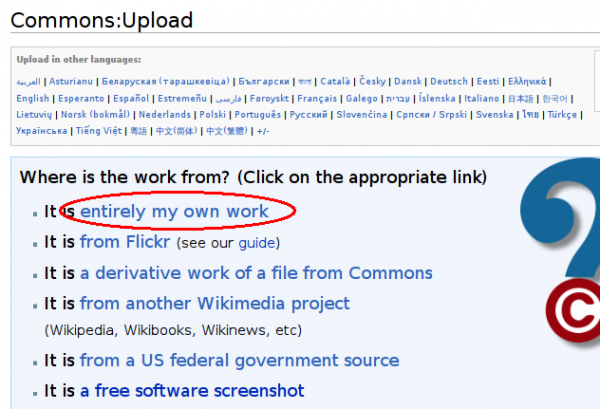 Commons:Upload
Upload in other languages:
العربية | Asturianu | Беларуская (тарашкевіца) | Български | বাংলা | Català | Česky | Dansk | Deutsch | Eesti | Ελληνικά |
English | Esperanto | Español | Estremeñu | فارسی | Føroyskt | Français | Galego | עברית | Íslenska | Italiano | 日本語 | 한국어 |
Lietuvių | Norsk (bokmål) | Nederlands | Polski | Português | Русский | Slovenčina | Српски / Srpski | Svenska | ไทย | Türkçe |
Українська | Tiếng Việt | 粵語 | 中文(简体) | 中文(繁體) | +/-
Where is the work from? (Click on the appropriate link)
It is entirely my own work
It is from Flickr (see our guide)
It is a derivative work of a file from Commons
It is from another Wikimedia project
(Wikipedia, Wikibooks, Wikinews, etc)
It is from a US federal government source
It is a free software screenshot
©